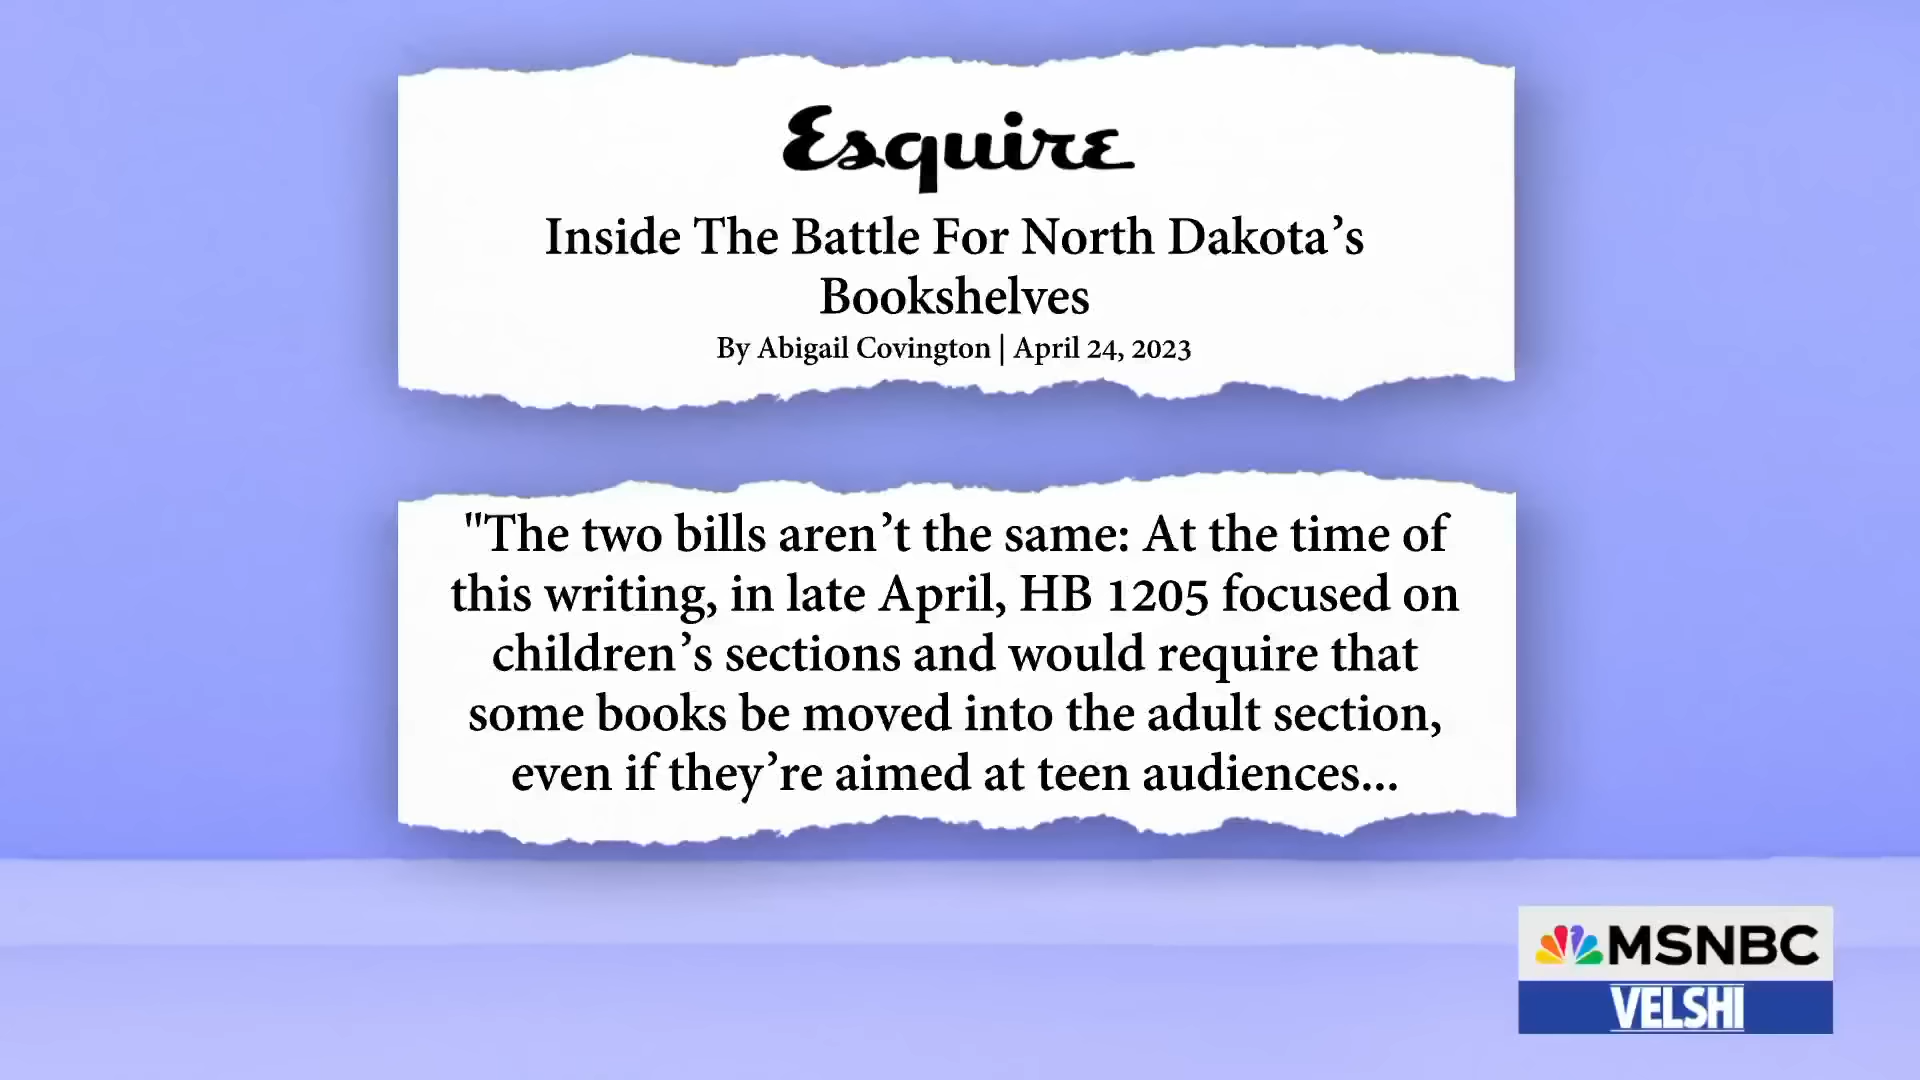 Esquire
Inside The Battle For North Dakota’s
Bookshelves
By Abigail Covington | April 24, 2023
"The two bills aren’t the same: At the time of
this writing, in late April, HB 1205 focused on
children’s sections and would require that
some books be moved into the adult section,
even if they’re aimed at teen audiences...
MSNBC
VELSHI